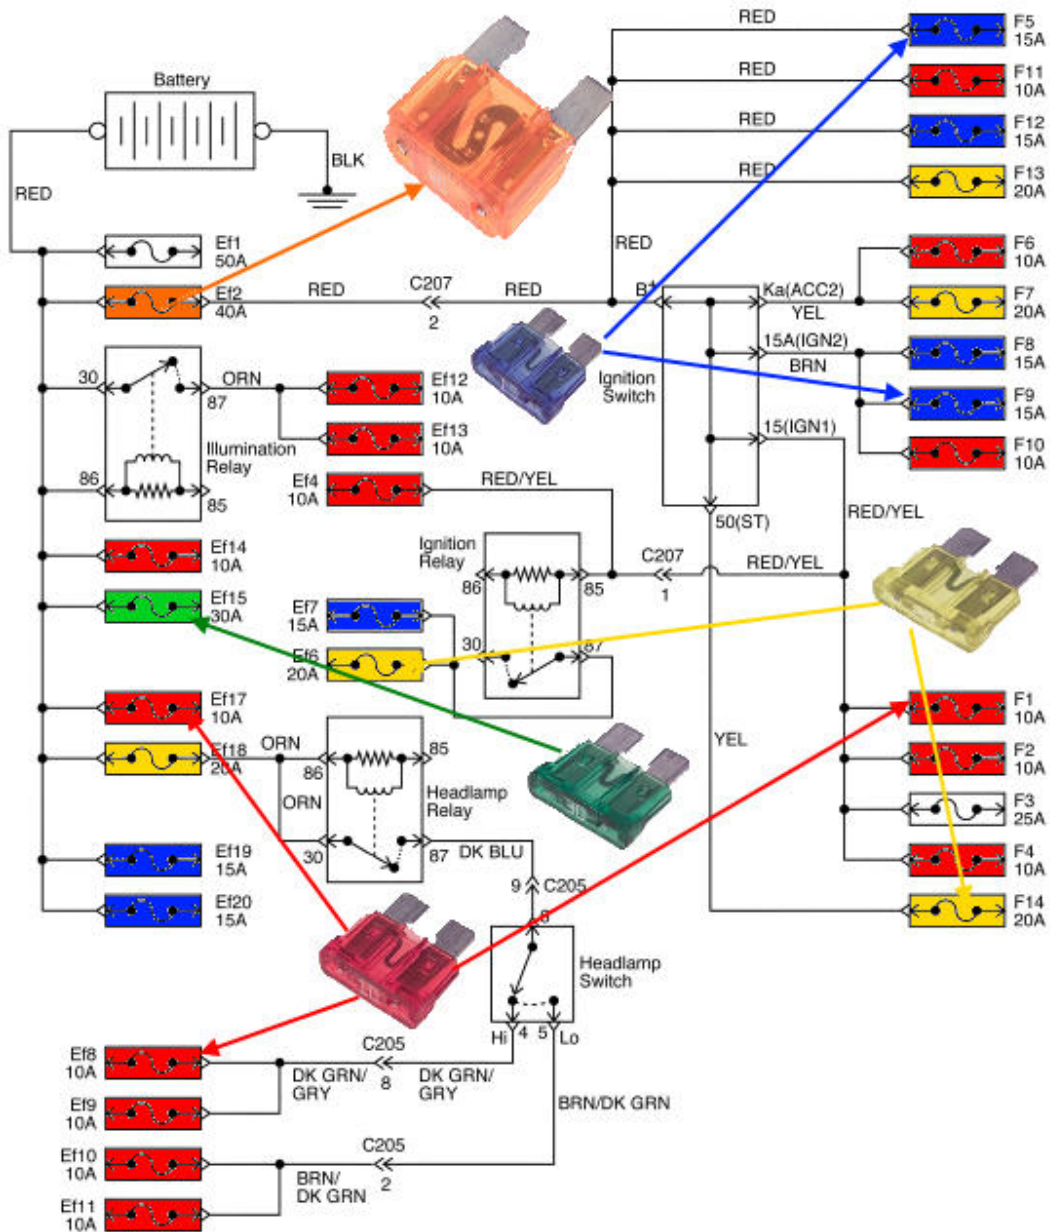 Battery
RED
BLK
RED
RED
RED
RED
RED
F5
15A
F11
10A
F12
15A
F13
20A
Ef1
50A
Ef2
40A
RED
C207
2
RED
RED
B+
Ka(ACC2)
YEL
15A(IGN2)
BRN
15(IGN1)
50(ST)
Ignition
Switch
F6
10A
F7
20A
F8
15A
F9
15A
F10
10A
30
87
ORN
Illumination
Relay
86
85
Ef12
10A
Ef13
10A
Ef4
10A
RED/YEL
RED/YEL
Ef14
10A
Ef15
30A
Ignition
Relay
86
85
C207
1
RED/YEL
Ef7
15A
Ef6
20A
30
87
Ef17
10A
Ef18
20A
ORN
86
85
ORN
Headlamp
Relay
30
87
DK BLU
YEL
F1
10A
F2
10A
F3
25A
F4
10A
F14
20A
Ef19
15A
Ef20
15A
9
C205
6
Headlamp
Switch
Hi
4
5
Lo
Ef8
10A
Ef9
10A
C205
8
DK GRN/
GRY
DK GRN/
GRY
BRN/DK GRN
Ef10
10A
Ef11
10A
C205
2
BRN/
DK GRN